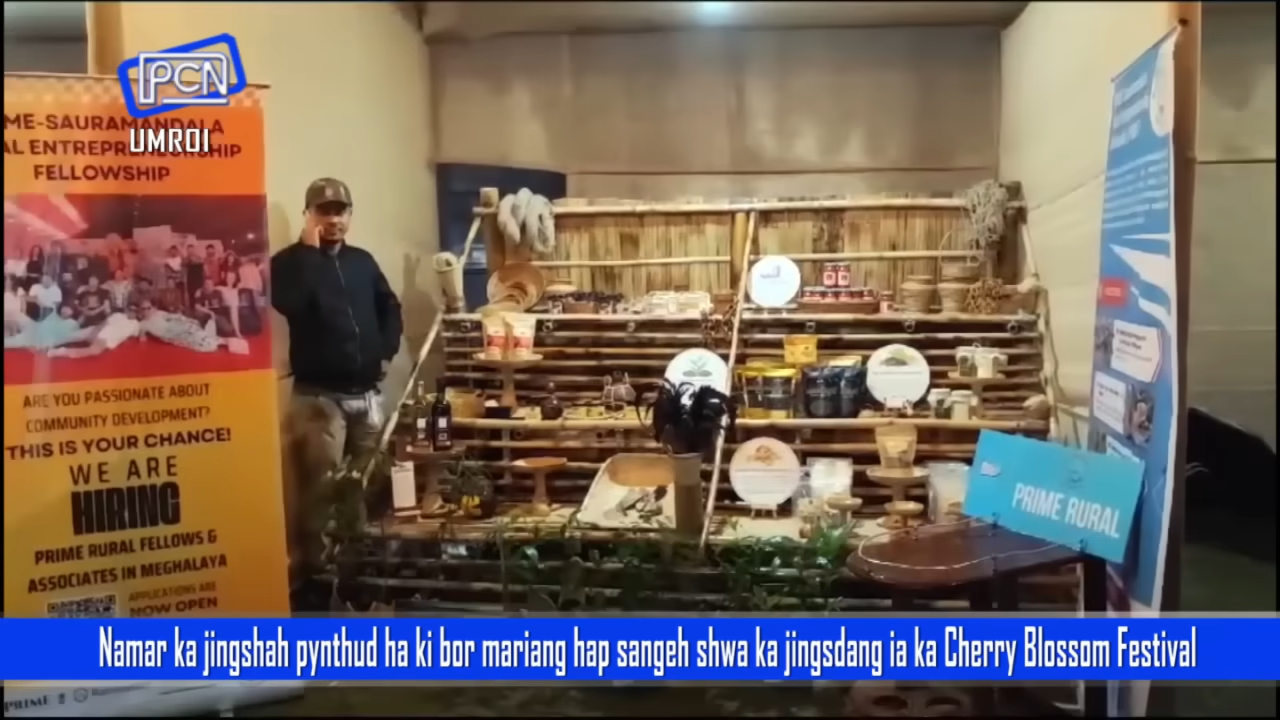 PCN
UMROI
ME-SAURAMANDALA
AL ENTREPRENEURSHIP
FELLOWSHIP
ARE YOU PASSIONATE ABOUT
COMMUNITY DEVELOPMENT?
THIS IS YOUR CHANCE!
WE ARE
HIRING
PRIME RURAL FELLOWS &
ASSOCIATES IN MEGHALAYA
APPLICATIONS ARE
NOW OPEN
PRIME RURAL
Namar ka jingshah pynthud ha ki bor mariang hap sangeh shwa ka jingsdang ia ka Cherry Blossom Festival
PRIME